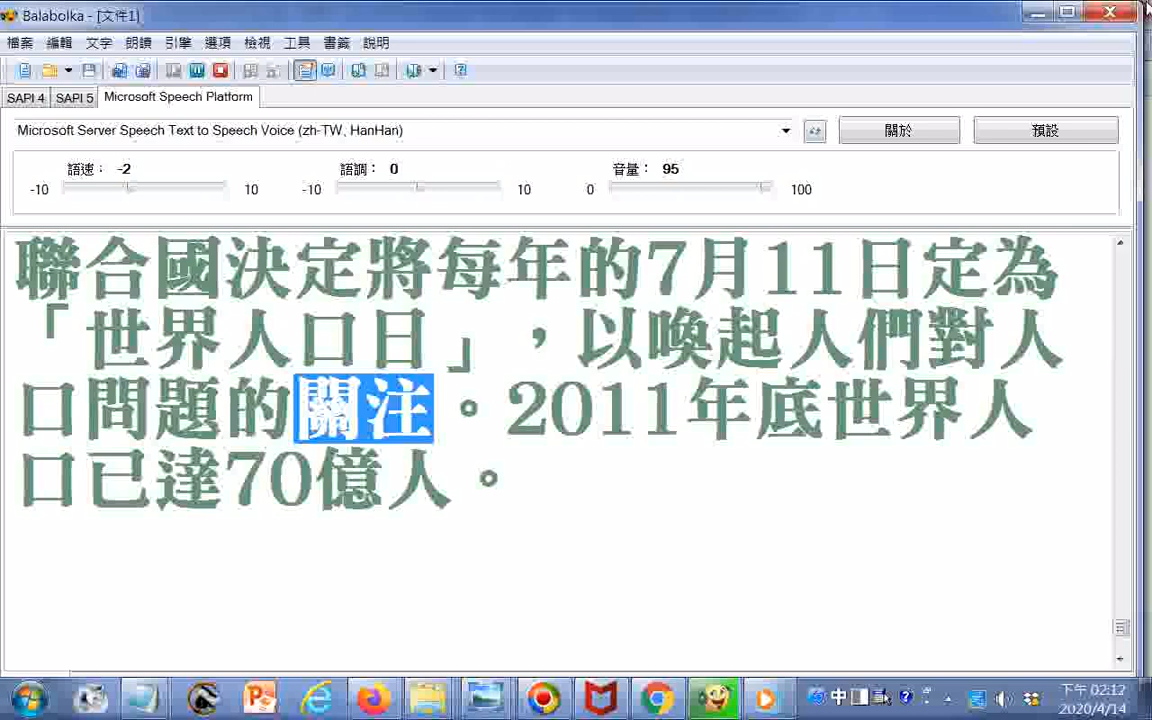 Balabolka - [文件1]
檔案 編輯 文字 朗讀 引擎 選項 檢視 工具 書籤 說明
SAPI 4 SAPI 5 Microsoft Speech Platform
Microsoft Server Speech Text to Speech Voice (zh-TW, HanHan) 關於 預設
語速： -2 語調： 0 音量： 95
-10 10 -10 10 0 100
聯合國決定將每年的7月11日定為
「世界人口日」，以喚起人們對人
口問題的關注。2011年底世界人
口已達70億人。
中
下午 02:12
2020/4/14